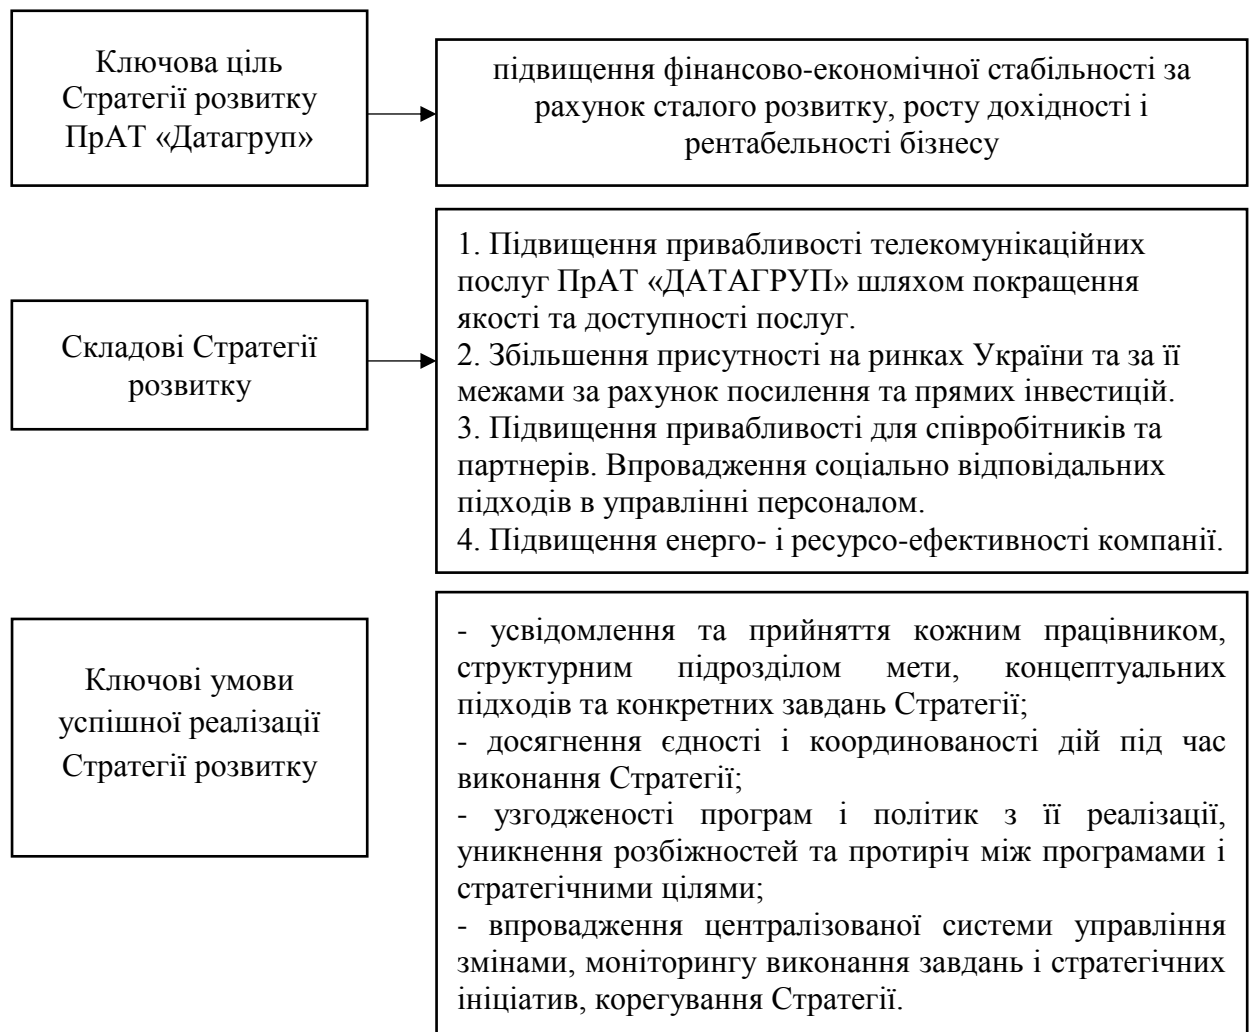 Ключова ціль
Стратегії розвитку
ПрАТ «Датагруп»
підвищення фінансово-економічної стабільності за
рахунок сталого розвитку, росту дохідності і
рентабельності бізнесу
Складові Стратегії
розвитку
1. Підвищення привабливості телекомунікаційних
послуг ПрАТ «ДАТАГРУП» шляхом покращення
якості та доступності послуг.
2. Збільшення присутності на ринках України та за її
межами за рахунок посилення та прямих інвестицій.
3. Підвищення привабливості для співробітників та
партнерів. Впровадження соціально відповідальних
підходів в управлінні персоналом.
4. Підвищення енерго- і ресурсо-ефективності компанії.
Ключові умови
успішної реалізації
Стратегії розвитку
- усвідомлення та прийняття кожним працівником,
структурним підрозділом мети, концептуальних
підходів та конкретних завдань Стратегії;
- досягнення єдності і координованості дій під час
виконання Стратегії;
- узгодженості програм і політик з її реалізації,
уникнення розбіжностей та протиріч між програмами і
стратегічними цілями;
- впровадження централізованої системи управління
змінами, моніторингу виконання завдань і стратегічних
ініціатив, корегування Стратегії.